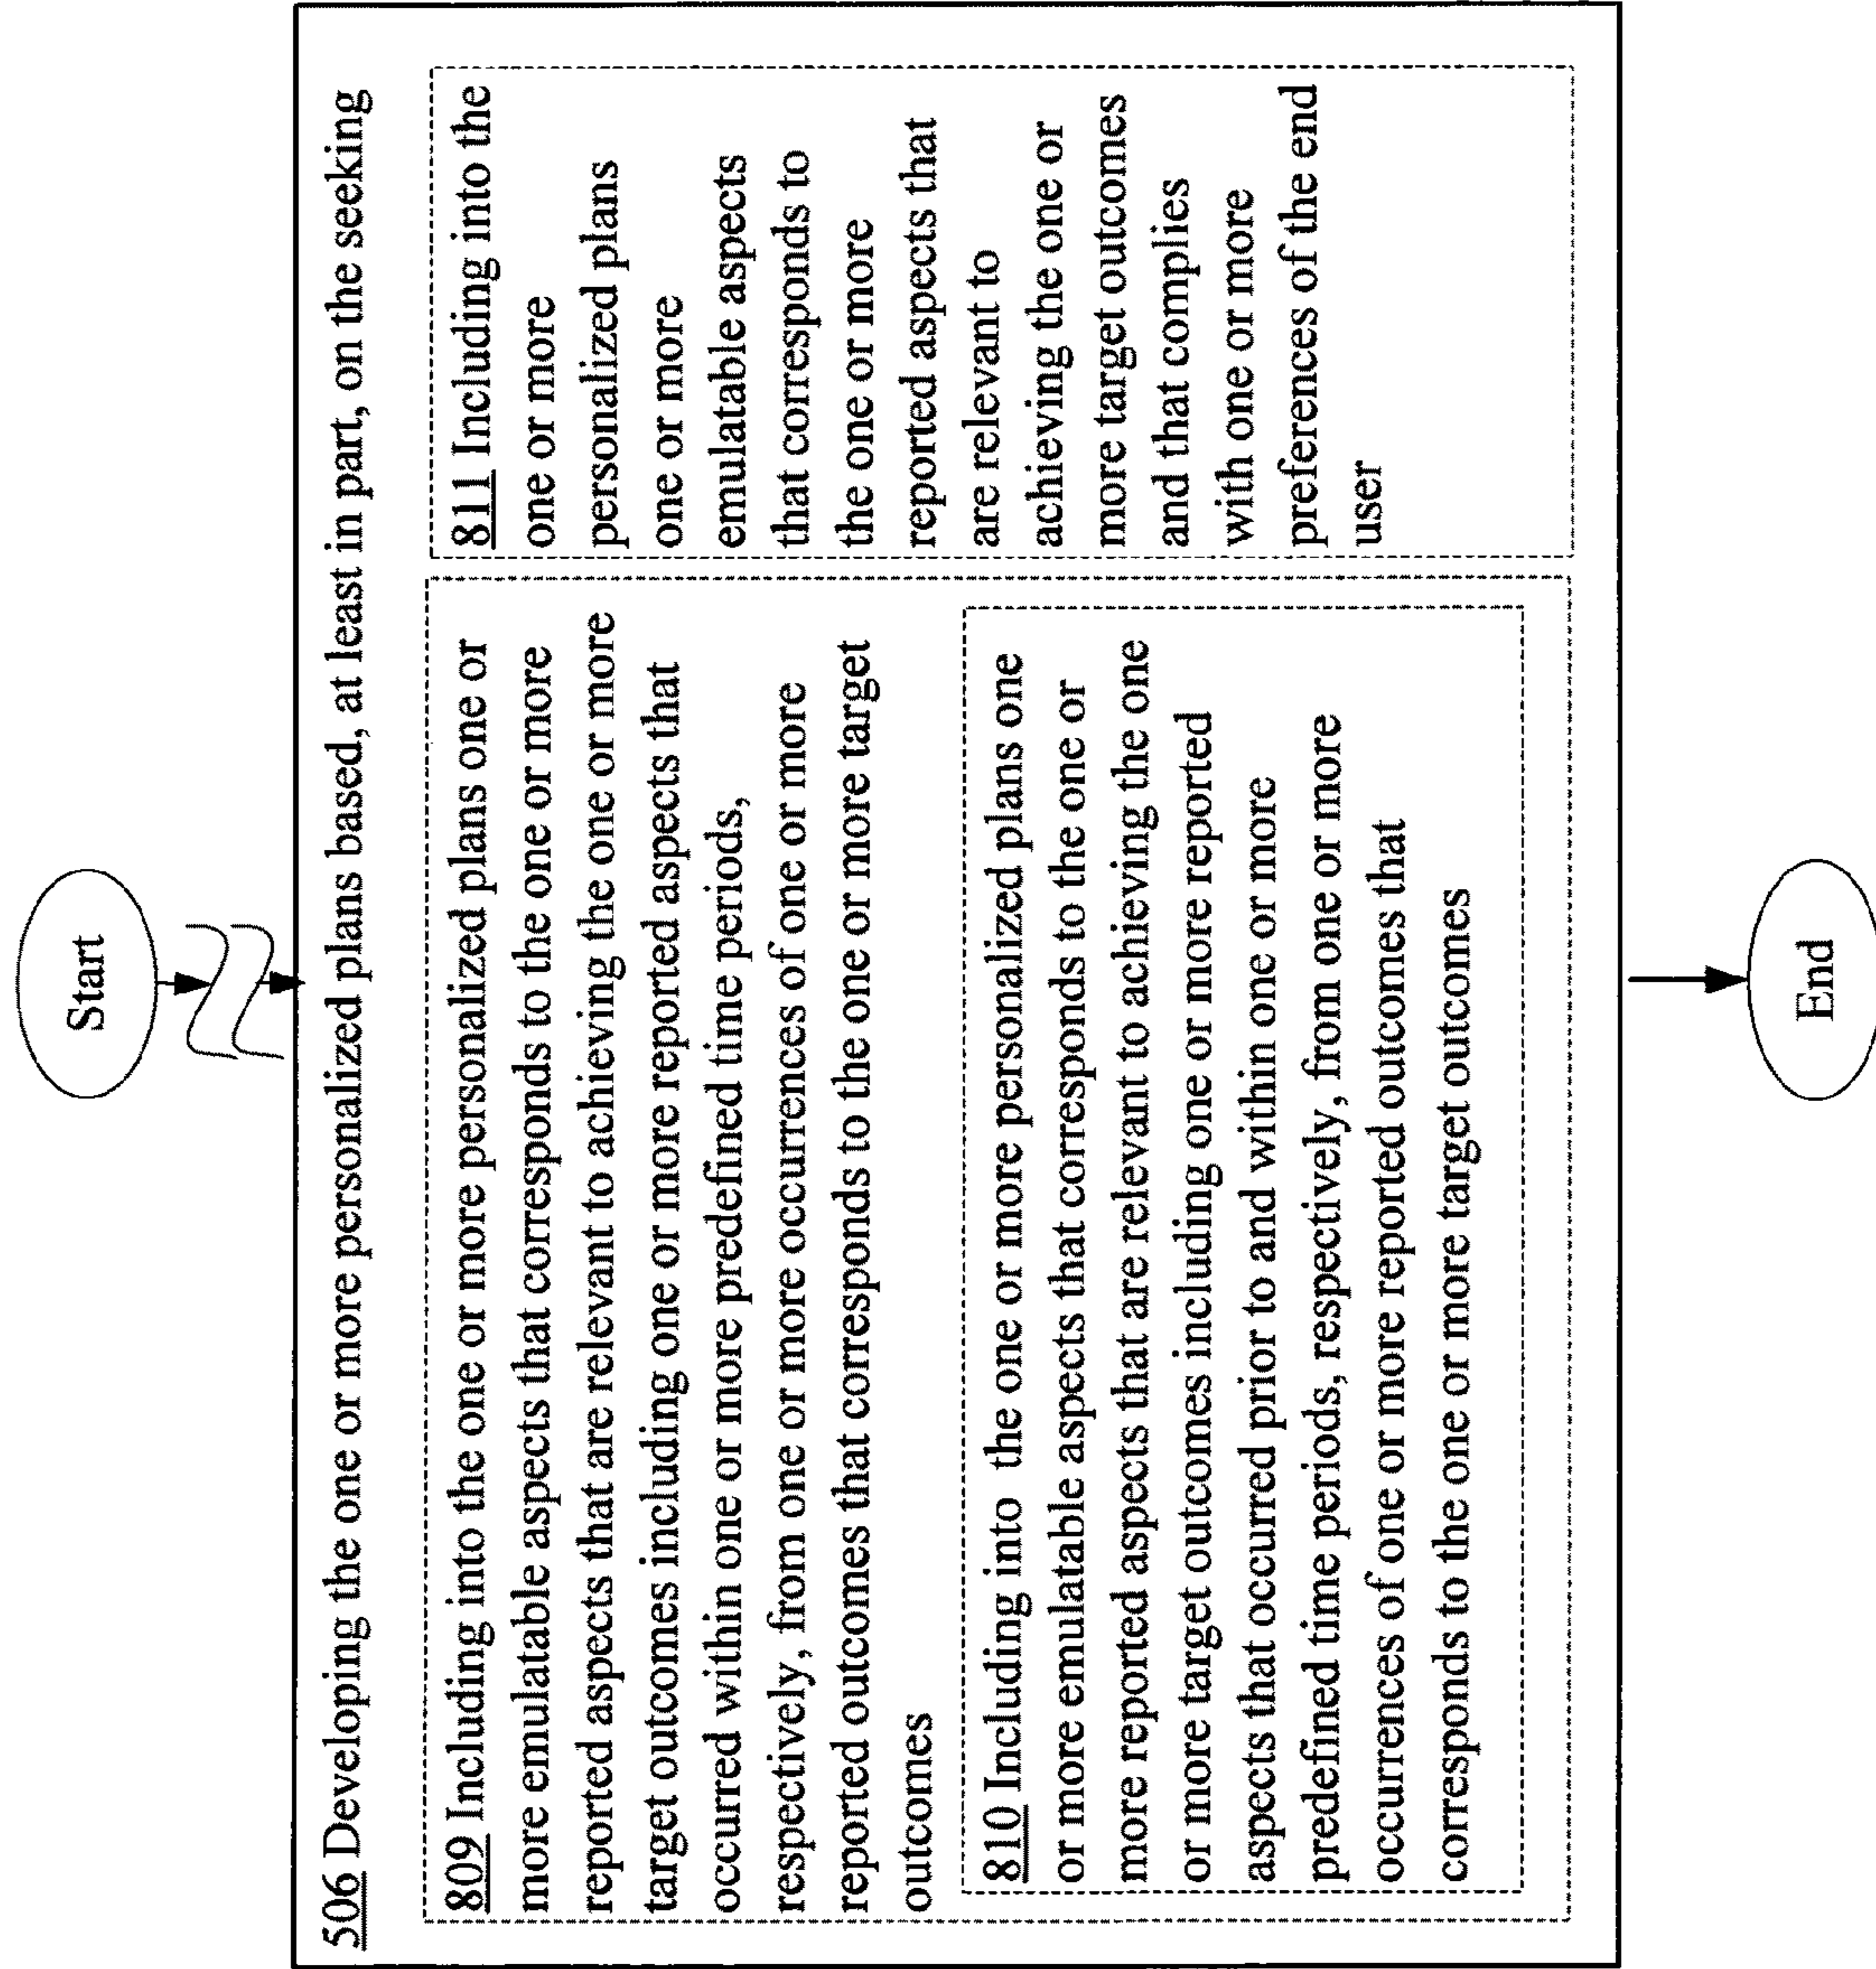 Start
506 Developing the one or more personalized plans based, at least in part, on the seeking
809 Including into the one or more personalized plans one or
more emulatable aspects that corresponds to the one or more
reported aspects that are relevant to achieving the one or more
target outcomes including one or more reported aspects that
occurred within one or more predefined time periods,
respectively, from one or more occurrences of one or more
reported outcomes that corresponds to the one or more target
outcomes
810 Including into the one or more personalized plans one
or more emulatable aspects that corresponds to the one or
more reported aspects that are relevant to achieving the one
or more target outcomes including one or more reported
aspects that occurred prior to and within one or more
predefined time periods, respectively, from one or more
occurrences of one or more reported outcomes that
corresponds to the one or more target outcomes
811 Including into the
one or more
personalized plans
one or more
emulatable aspects
that corresponds to
the one or more
reported aspects that
are relevant to
achieving the one or
more target outcomes
and that complies
with one or more
preferences of the end
user
End